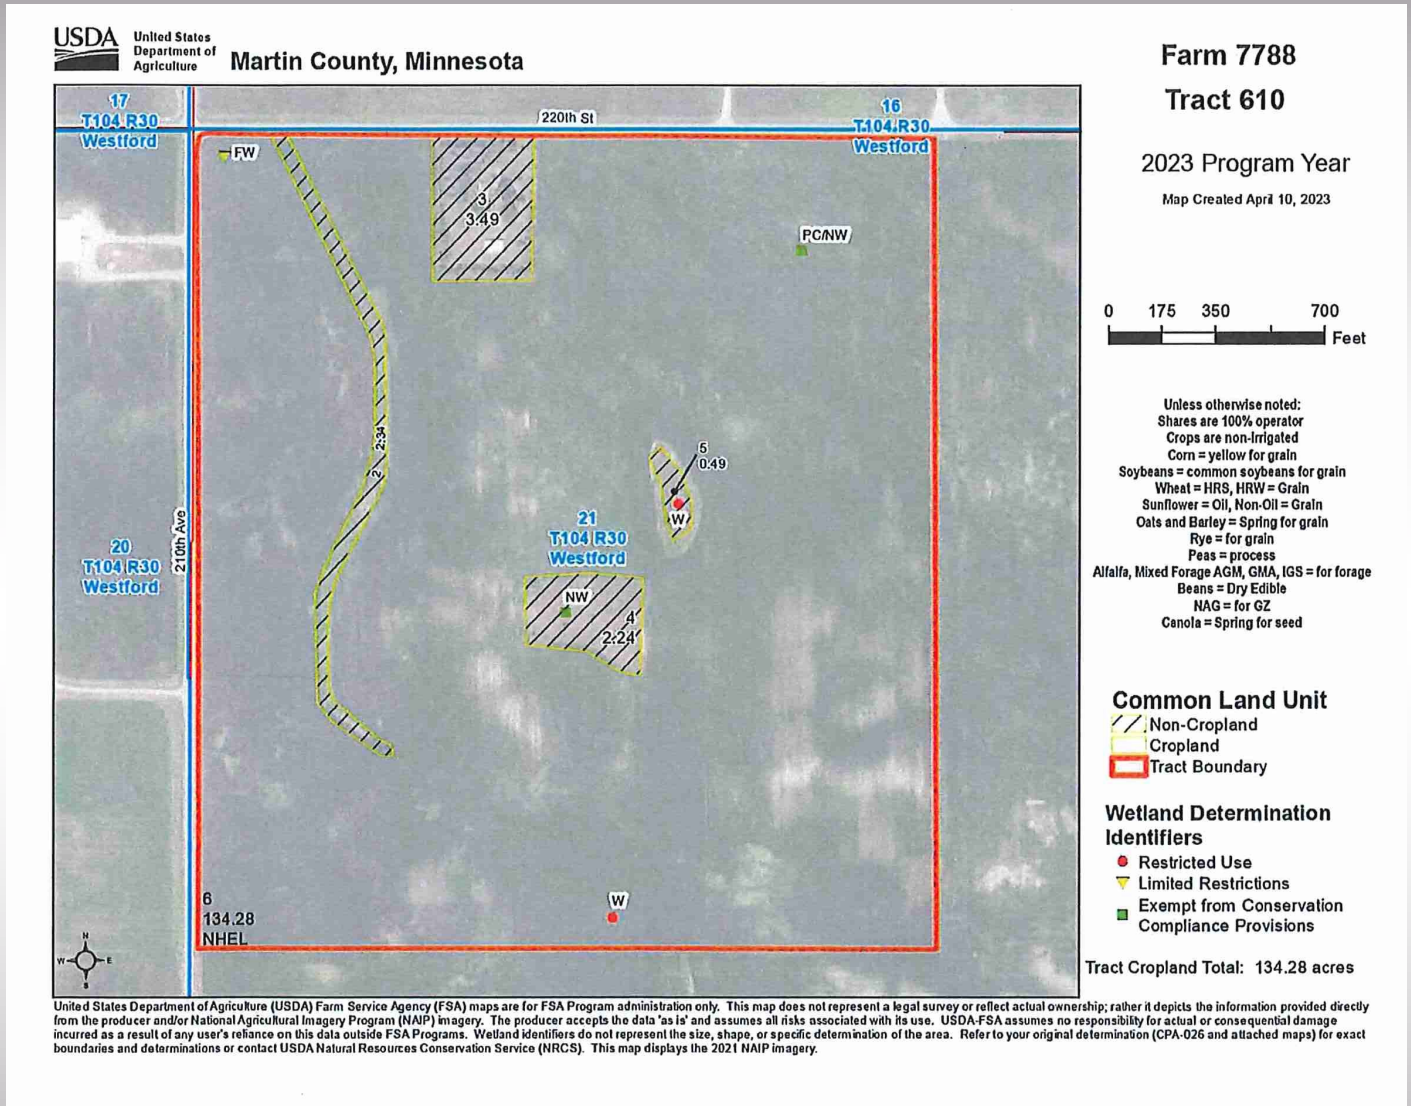 USDA
United States
Department of
Agriculture
Martin County, Minnesota
Farm 7788
Tract 610
2023 Program Year
Map Created April 10, 2023
17
T104 R30
Westford
220th St
16
T104 R30
Westford
FW
3
3.49
PC/NW
2 2.34
5
0.49
W
21
T104 R30
Westford
210th Ave
20
T104 R30
Westford
NW
4
2.24
W
6
134.28
NHEL
N
W E
S
0 175 350 700
Feet
Unless otherwise noted:
Shares are 100% operator
Crops are non-irrigated
Corn = yellow for grain
Soybeans = common soybeans for grain
Wheat = HRS, HRW = Grain
Sunflower = Oil, Non-Oil = Grain
Oats and Barley = Spring for grain
Rye = for grain
Peas = process
Alfalfa, Mixed Forage AGM, GMA, IGS = for forage
Beans = Dry Edible
NAG = for GZ
Canola = Spring for seed
Common Land Unit
Non-Cropland
Cropland
Tract Boundary
Wetland Determination
Identifiers
Restricted Use
Limited Restrictions
Exempt from Conservation
Compliance Provisions
Tract Cropland Total: 134.28 acres
United States Department of Agriculture (USDA) Farm Service Agency (FSA) maps are for FSA Program administration only. This map does not represent a legal survey or reflect actual ownership; rather it depicts the information provided directly
from the producer and/or National Agricultural Imagery Program (NAIP) imagery. The producer accepts the data 'as is' and assumes all risks associated with its use. USDA-FSA assumes no responsibility for actual or consequential damage
incurred as a result of any user's reliance on this data outside FSA Programs. Wetland identifiers do not represent the size, shape, or specific determination of the area. Refer to your original determination (CPA-026 and attached maps) for exact
boundaries and determinations or contact USDA Natural Resources Conservation Service (NRCS). This map displays the 2021 NAIP imagery.